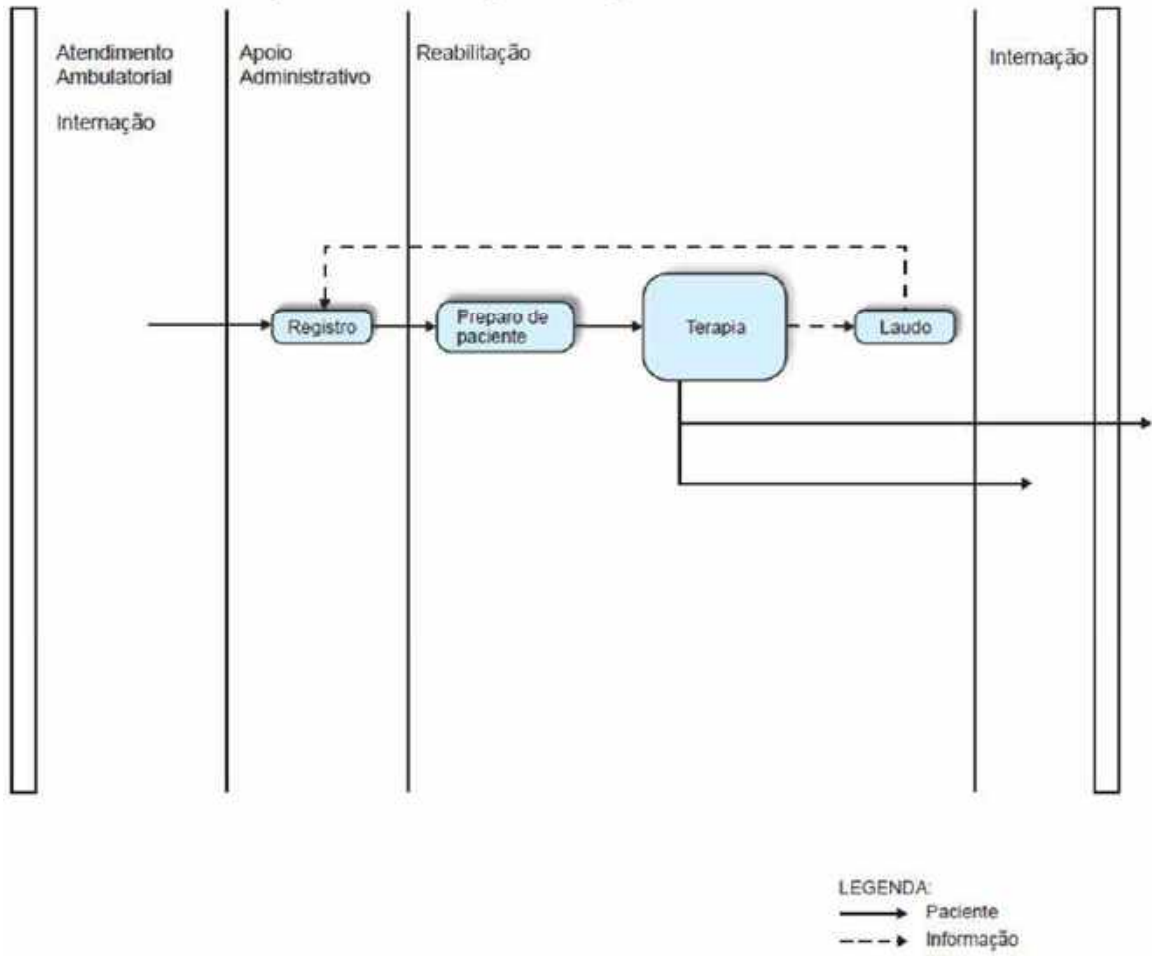 Atendimento
Ambulatorial
Internação
Apoio
Administrativo
Reabilitação
Internação
Registro
Preparo de
paciente
Terapia
Laudo
LEGENDA:
Paciente
Informação